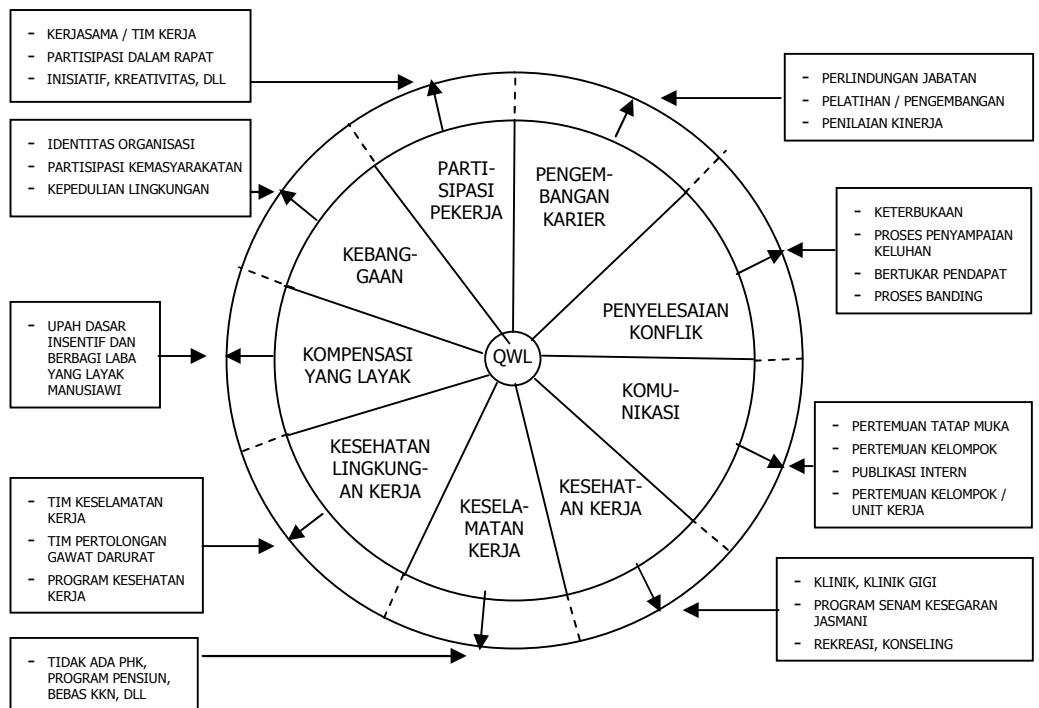 - KERJASAMA / TIM KERJA
- PARTISIPASI DALAM RAPAT
- INISIATIF, KREATIVITAS, DLL
- IDENTITAS ORGANISASI
- PARTISIPASI KEMASYARAKATAN
- KEPEDULIAN LINGKUNGAN
- UPAH DASAR
INSENTIF DAN
BERBAGI LABA
YANG LAYAK
MANUSIAWI
- TIM KESELAMATAN
KERJA
- TIM PERTOLONGAN
GAWAT DARURAT
- PROGRAM KESEHATAN
KERJA
- TIDAK ADA PHK,
PROGRAM PENSIUN,
BEBAS KKN, DLL
PARTI-
SIPASI
PEKERJA
PENGEM-
BANGAN
KARIER
KEBANG-
GAAN
PENYELESAIAN
KONFLIK
QWL
KOMPENSASI
YANG LAYAK
KOMU-
NIKASI
KESEHATAN
LINGKUNG-
AN KERJA
KESELA-
MATAN
KERJA
KESEHAT-
AN KERJA
- PERLINDUNGAN JABATAN
- PELATIHAN / PENGEMBANGAN
- PENILAIAN KINERJA
- KETERBUKAAN
- PROSES PENYAMPAIAN
KELUHAN
- BERTUKAR PENDAPAT
- PROSES BANDING
- PERTEMUAN TATAP MUKA
- PERTEMUAN KELOMPOK
- PUBLIKASI INTERN
- PERTEMUAN KELOMPOK /
UNIT KERJA
- KLINIK, KLINIK GIGI
- PROGRAM SENAM KESEGARAN
JASMANI
- REKREASI, KONSELING